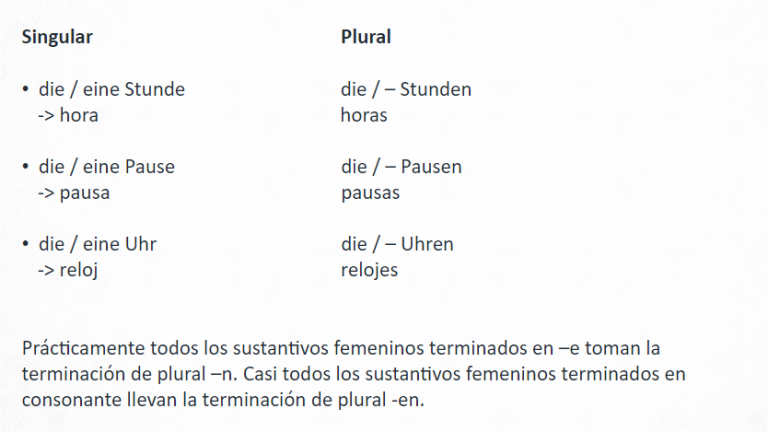 Singular Plural
• die / eine Stunde die / – Stunden
-> hora horas
• die / eine Pause die / – Pausen
-> pausa pausas
• die / eine Uhr die / – Uhren
-> reloj relojes
Prácticamente todos los sustantivos femeninos terminados en –e toman la
terminación de plural –n. Casi todos los sustantivos femeninos terminados en
consonante llevan la terminación de plural -en.